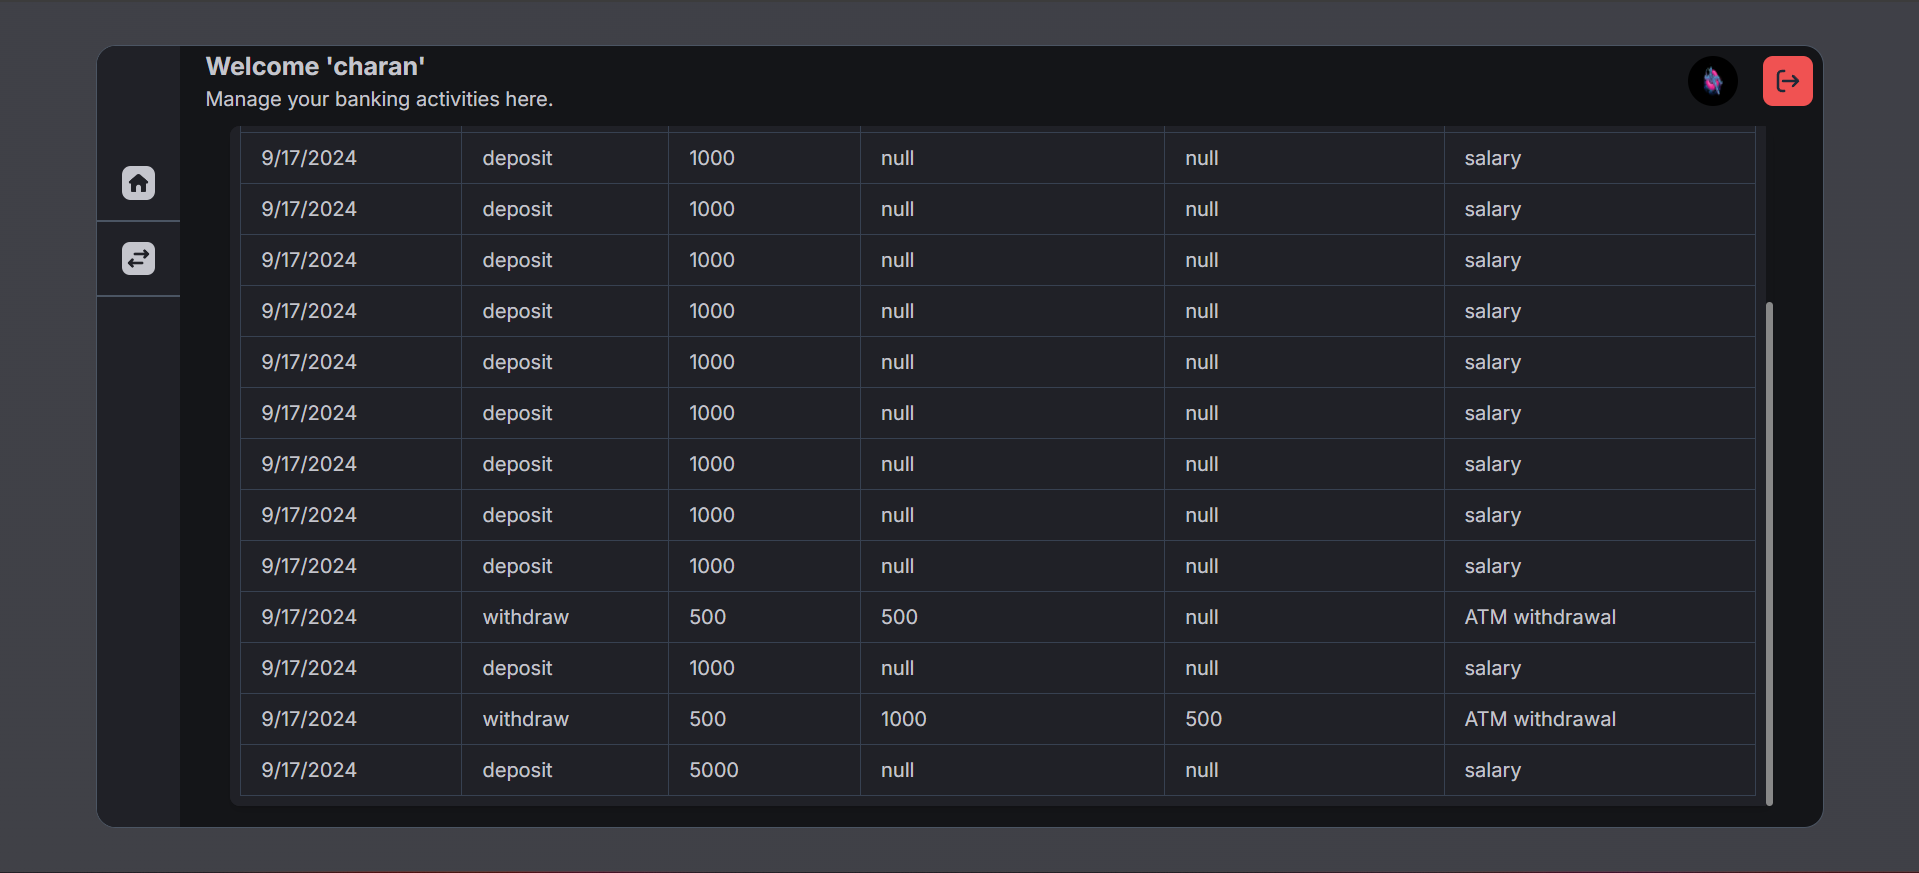 Welcome 'charan'
Manage your banking activities here.
9/17/2024 deposit 1000 null null salary
9/17/2024 deposit 1000 null null salary
9/17/2024 deposit 1000 null null salary
9/17/2024 deposit 1000 null null salary
9/17/2024 deposit 1000 null null salary
9/17/2024 deposit 1000 null null salary
9/17/2024 deposit 1000 null null salary
9/17/2024 deposit 1000 null null salary
9/17/2024 deposit 1000 null null salary
9/17/2024 withdraw 500 500 null ATM withdrawal
9/17/2024 deposit 1000 null null salary
9/17/2024 withdraw 500 1000 500 ATM withdrawal
9/17/2024 deposit 5000 null null salary